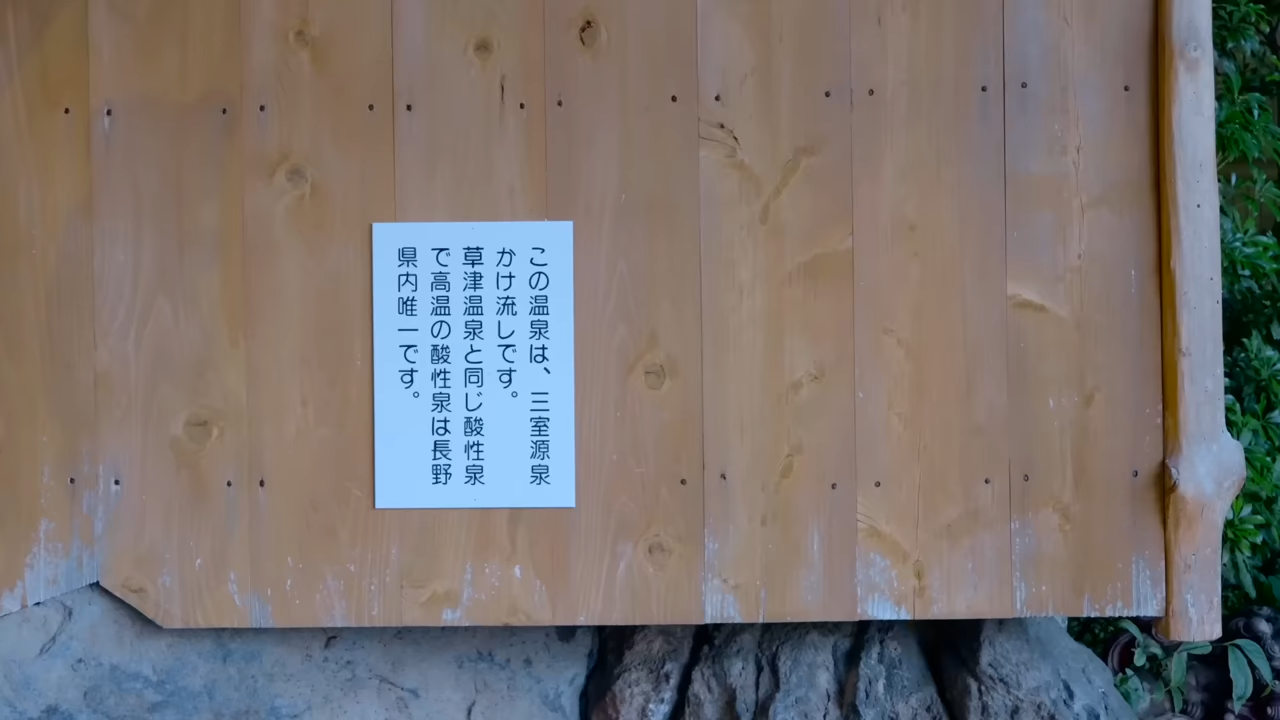 この温泉は、三室源泉
かけ流しです。
草津温泉と同じ酸性泉
で高温の酸性泉は長野
県内唯一です。